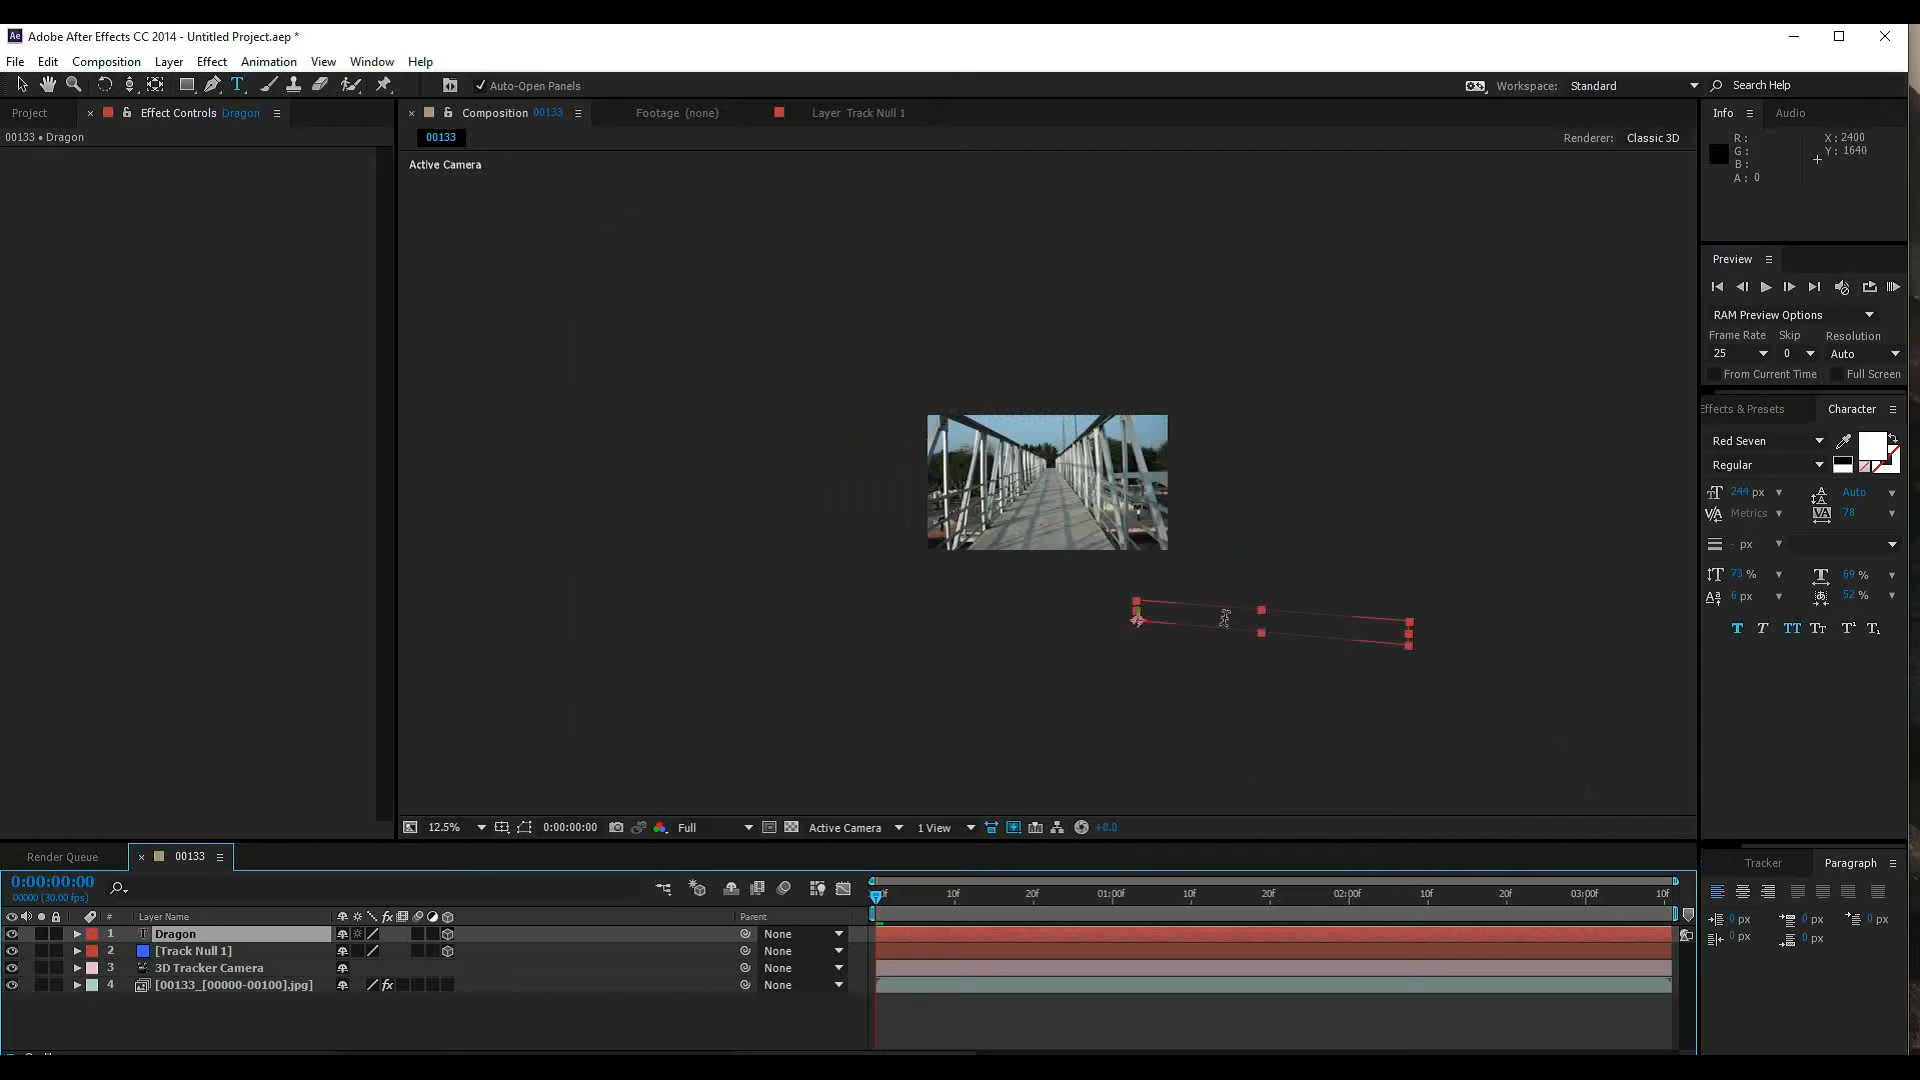 Ae Adobe After Effects CC 2014 - Untitled Project.aep *
File Edit Composition Layer Effect Animation View Window Help
Auto-Open Panels Workspace: Standard Search Help
Project Effect Controls Dragon Composition 00133 Footage (none) Layer Track Null 1 Info Audio
00133 • Dragon 00133 Renderer: Classic 3D
Active Camera
R :
G :
B :
A : 0
X : 2400
Y : 1640
Preview
RAM Preview Options
Frame Rate Skip Resolution
25 0 Auto
From Current Time Full Screen
Effects & Presets Character
Red Seven
Regular
244 px Auto
Metrics 78
- px
73 % 69 %
6 px 52 %
T T TT Tr T¹ T₁
12.5% 0:00:00:00 Full Active Camera 1 View +0.0
Render Queue 00133 Tracker Paragraph
0:00:00:00
00000 (30.00 fps)
10f 20f 01:00f 10f 20f 02:00f 10f 20f 03:00f 10f
0 px 0 px 0 px
0 px 0 px
# Layer Name fx Parent
1 T Dragon None
2 [Track Null 1] None
3 3D Tracker Camera None
4 [00133_[00000-00100].jpg] fx None